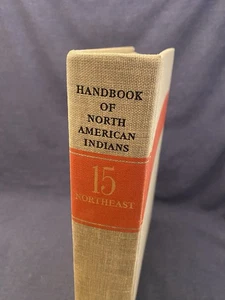 HANDBOOK
OF
NORTH
AMERICAN
INDIANS
15
NORTHEAST